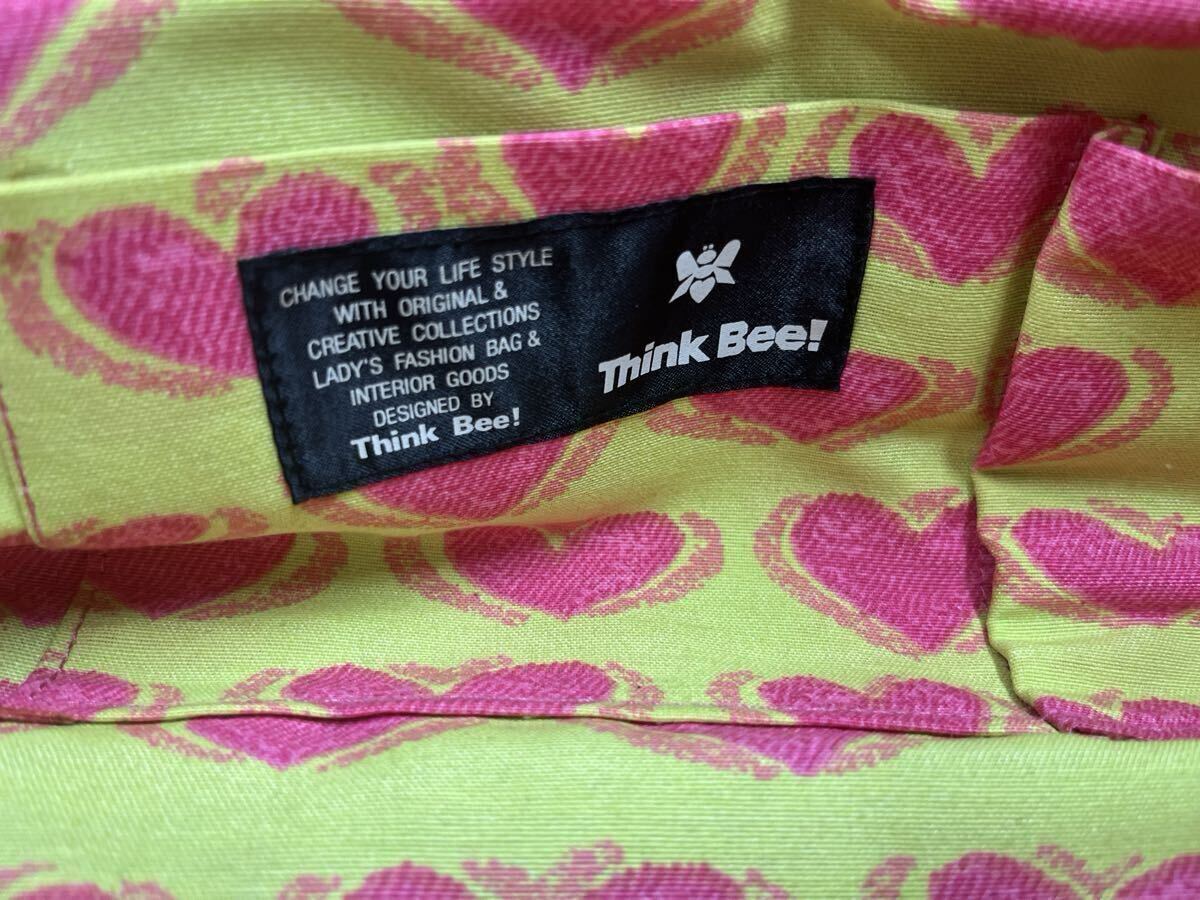 CHANGE YOUR LIFE STYLE
WITH ORIGINAL &
CREATIVE COLLECTIONS
LADY'S FASHION BAG &
INTERIOR GOODS
DESIGNED BY
Think Bee!
Think Bee!